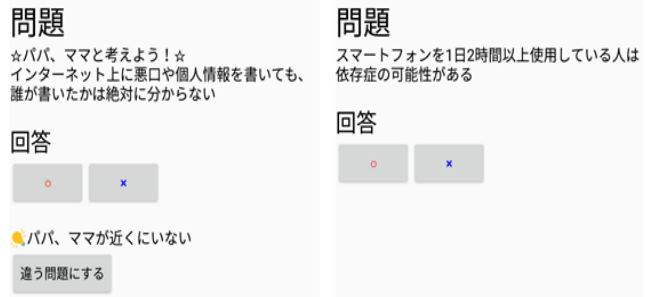 問題
☆パパ、ママと考えよう！☆
インターネット上に悪口や個人情報を書いても、
誰が書いたかは絶対に分からない
回答
○ ×
パパ、ママが近くにいない
違う問題にする
問題
スマートフォンを1日2時間以上使用している人は
依存症の可能性がある
回答
○ ×